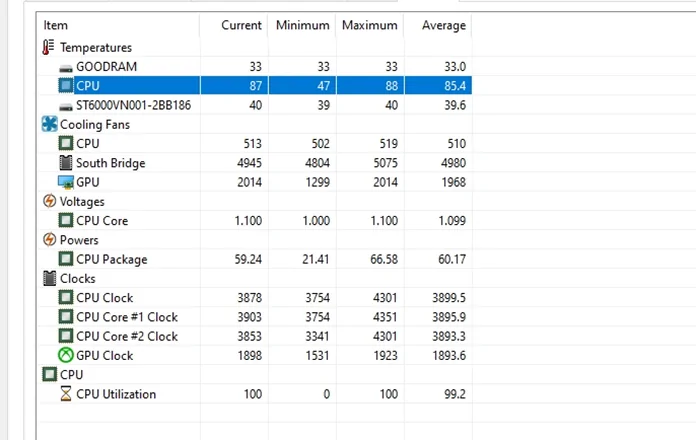 Item Current Minimum Maximum Average
Temperatures
GOODRAM 33 33 33 33.0
CPU 87 47 88 85.4
ST6000VN001-2BB186 40 39 40 39.6
Cooling Fans
CPU 513 502 519 510
South Bridge 4945 4804 5075 4980
GPU 2014 1299 2014 1968
Voltages
CPU Core 1.100 1.000 1.100 1.099
Powers
CPU Package 59.24 21.41 66.58 60.17
Clocks
CPU Clock 3878 3754 4301 3899.5
CPU Core #1 Clock 3903 3754 4351 3895.9
CPU Core #2 Clock 3853 3341 4301 3893.3
GPU Clock 1898 1531 1923 1893.6
CPU
CPU Utilization 100 0 100 99.2